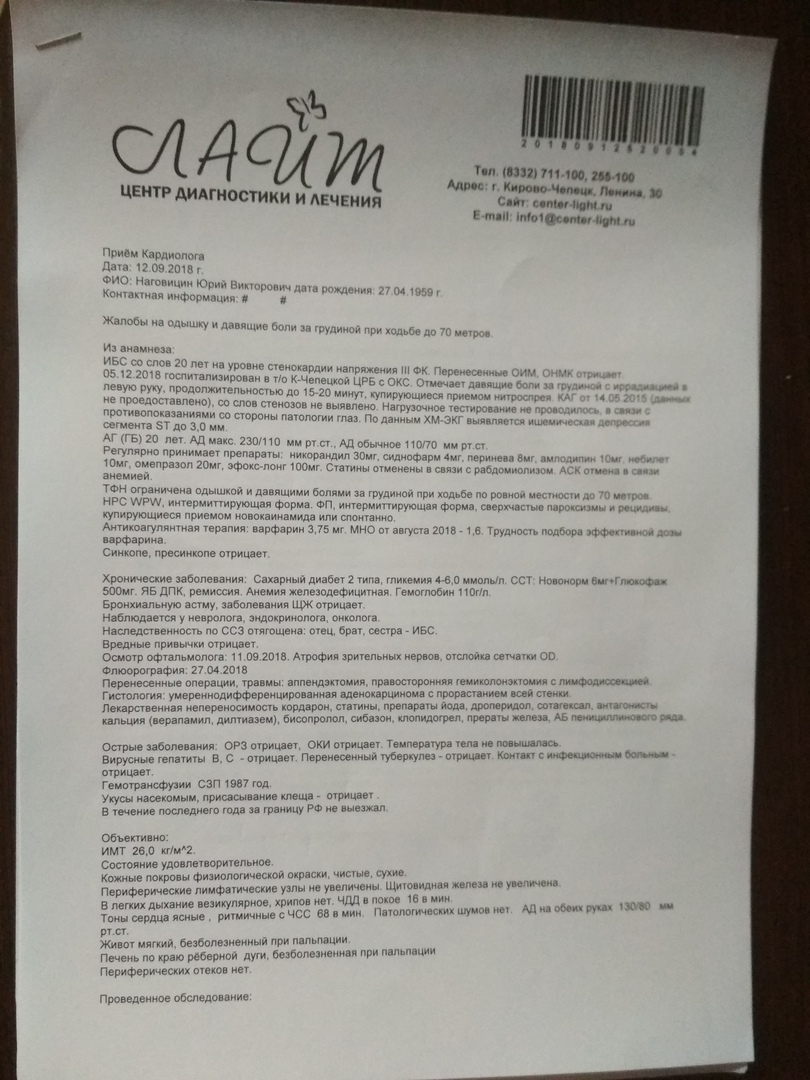 ЛАЙТ
ЦЕНТР ДИАГНОСТИКИ И ЛЕЧЕНИЯ
Тел. (8332) 711-100, 255-100
Адрес: г. Кирово-Чепецк, Ленина, 30
Сайт: center-light.ru
E-mail: info1@center-light.ru
Приём Кардиолога
Дата: 12.09.2018 г.
ФИО: Наговицин Юрий Викторович дата рождения: 27.04.1959 г.
Контактная информация: # #
Жалобы на одышку и давящие боли за грудиной при ходьбе до 70 метров.
Из анамнеза:
ИБС со слов 20 лет на уровне стенокардии напряжения III ФК. Перенесенные ОИМ, ОНМК отрицает.
05.12.2018 госпитализирован в т/о К-Чепецкой ЦРБ с ОКС. Отмечает давящие боли за грудиной с иррадиацией в
левую руку, продолжительностью до 15-20 минут, купирующиеся приемом нитроспрея. КАГ от 14.05.2015 (данных
не проедоставлено), со слов стенозов не выявлено. Нагрузочное тестирование не проводилось, в связи с
противопоказаниями со стороны патологии глаз. По данным ХМ-ЭКГ выявляется ишемическая депрессия
сегмента ST до 3,0 мм.
АГ (ГБ) 20 лет. АД макс. 230/110 мм рт.ст., АД обычное 110/70 мм рт.ст.
Регулярно принимает препараты: никорандил 30мг, сиднофарм 4мг, перинева 8мг, амлодипин 10мг, небилет
10мг, омепразол 20мг, эфокс-лонг 100мг. Статины отменены в связи с рабдомиолизом. АСК отмена в связи
анемией.
ТФН ограничена одышкой и давящими болями за грудиной при ходьбе по ровной местности до 70 метров.
НРС WPW, интермиттирующая форма. ФП, интермиттирующая форма, сверхчастые пароксизмы и рецидивы,
купирующиеся приемом новокаинамида или спонтанно.
Антикоагулянтная терапия: варфарин 3,75 мг. МНО от августа 2018 - 1,6. Трудность подбора эффективной дозы
варфарина.
Синкопе, пресинкопе отрицает.
Хронические заболевания: Сахарный диабет 2 типа, гликемия 4-6,0 ммоль/л. ССТ: Новонорм 6мг+Глюкофаж
500мг. ЯБ ДПК, ремиссия. Анемия железодефицитная. Гемоглобин 110г/л.
Бронхиальную астму, заболевания ЩЖ отрицает.
Наблюдается у невролога, эндокринолога, онколога.
Наследственность по ССЗ отягощена: отец, брат, сестра - ИБС.
Вредные привычки отрицает.
Осмотр офтальмолога: 11.09.2018. Атрофия зрительных нервов, отслойка сетчатки OD.
Флюорография: 27.04.2018
Перенесенные операции, травмы: аппендэктомия, правосторонняя гемиколонэктомия с лимфодиссекцией.
Гистология: умереннодифференцированная аденокарцинома с прорастанием всей стенки.
Лекарственная непереносимость кордарон, статины, препараты йода, дроперидол, сотагексал, антагонисты
кальция (верапамил, дилтиазем), бисопролол, сибазон, клопидогрел, прераты железа, АБ пенициллинового ряда.
Острые заболевания: ОРЗ отрицает, ОКИ отрицает. Температура тела не повышалась.
Вирусные гепатиты В, С - отрицает. Перенесенный туберкулез - отрицает. Контакт с инфекционным больным -
отрицает.
Гемотрансфузии СЗП 1987 год.
Укусы насекомым, присасывание клеща - отрицает .
В течение последнего года за границу РФ не выезжал.
Объективно:
ИМТ 26,0 кг/м^2.
Состояние удовлетворительное.
Кожные покровы физиологической окраски, чистые, сухие.
Периферические лимфатические узлы не увеличены. Щитовидная железа не увеличена.
В легких дыхание везикулярное, хрипов нет. ЧДД в покое 16 в мин.
Тоны сердца ясные , ритмичные с ЧСС 68 в мин. Патологических шумов нет. АД на обеих руках 130/80 мм
рт.ст.
Живот мягкий, безболезненный при пальпации.
Печень по краю рёберной дуги, безболезненная при пальпации
Периферических отеков нет.
Проведенное обследование: